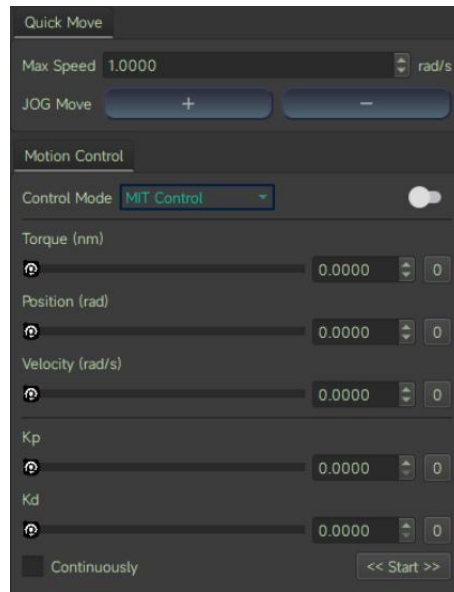 Quick Move
Max Speed 1.0000 rad/s
JOG Move + −
Motion Control
Control Mode MIT Control
Torque (nm)
0.0000 0
Position (rad)
0.0000 0
Velocity (rad/s)
0.0000 0
Kp
0.0000 0
Kd
0.0000 0
Continuously << Start >>